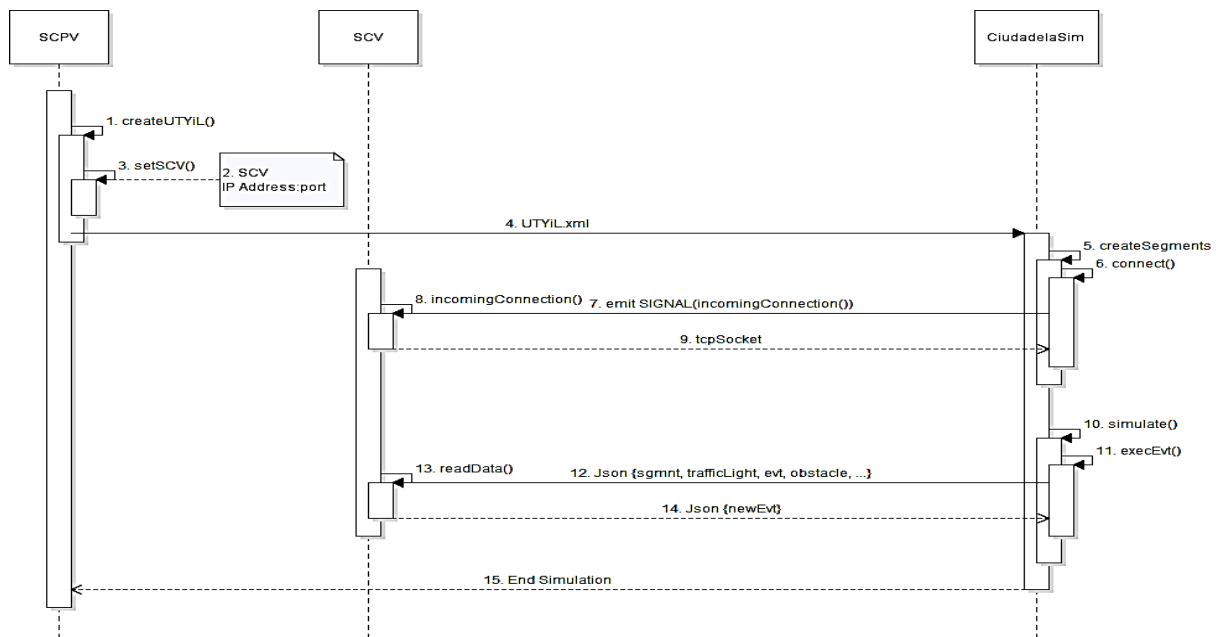 SCPV
SCV
CiudadelaSim
1. createUTYiL()
3. setSCV()
2. SCV
IP Address:port
4. UTYiL.xml
5. createSegments
6. connect()
8. incomingConnection()
7. emit SIGNAL(incomingConnection())
9. tcpSocket
10. simulate()
11. execEvt()
13. readData()
12. Json {sgmnt, trafficLight, evt, obstacle, ...}
14. Json {newEvt}
15. End Simulation